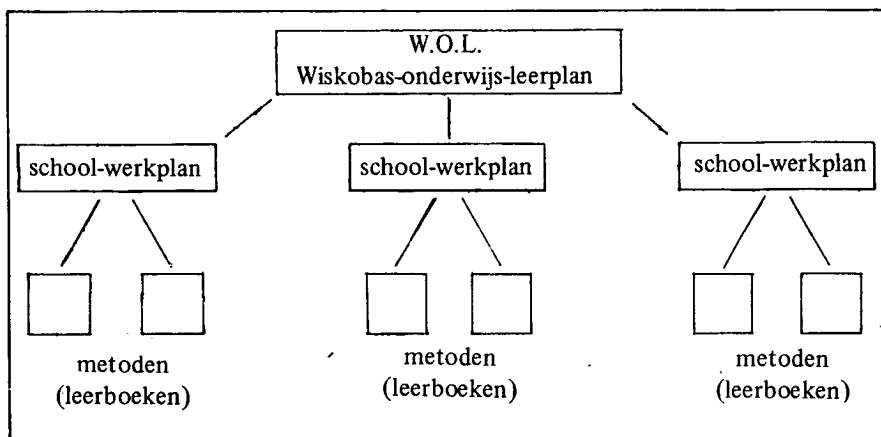 W.O.L.
Wiskobas-onderwijs-leerplan
school-werkplan
school-werkplan
school-werkplan
metoden
(leerboeken)
metoden
(leerboeken)
metoden
(leerboeken)